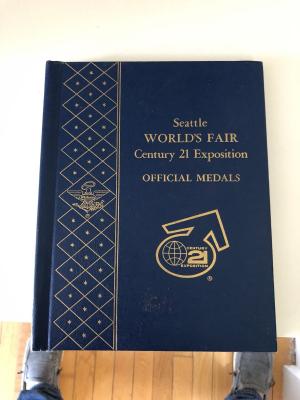 Seattle
WORLD'S FAIR
Century 21 Exposition
OFFICIAL MEDALS
CENTURY
21
EXPOSITION
®